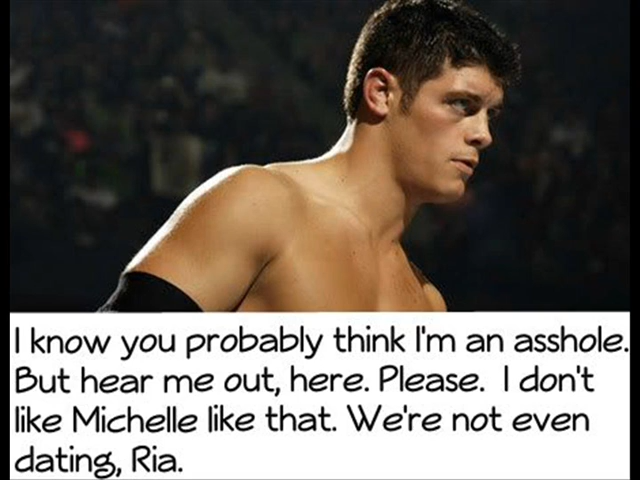 I know you probably think I'm an asshole.
But hear me out, here. Please. I don't
like Michelle like that. We're not even
dating, Ria.